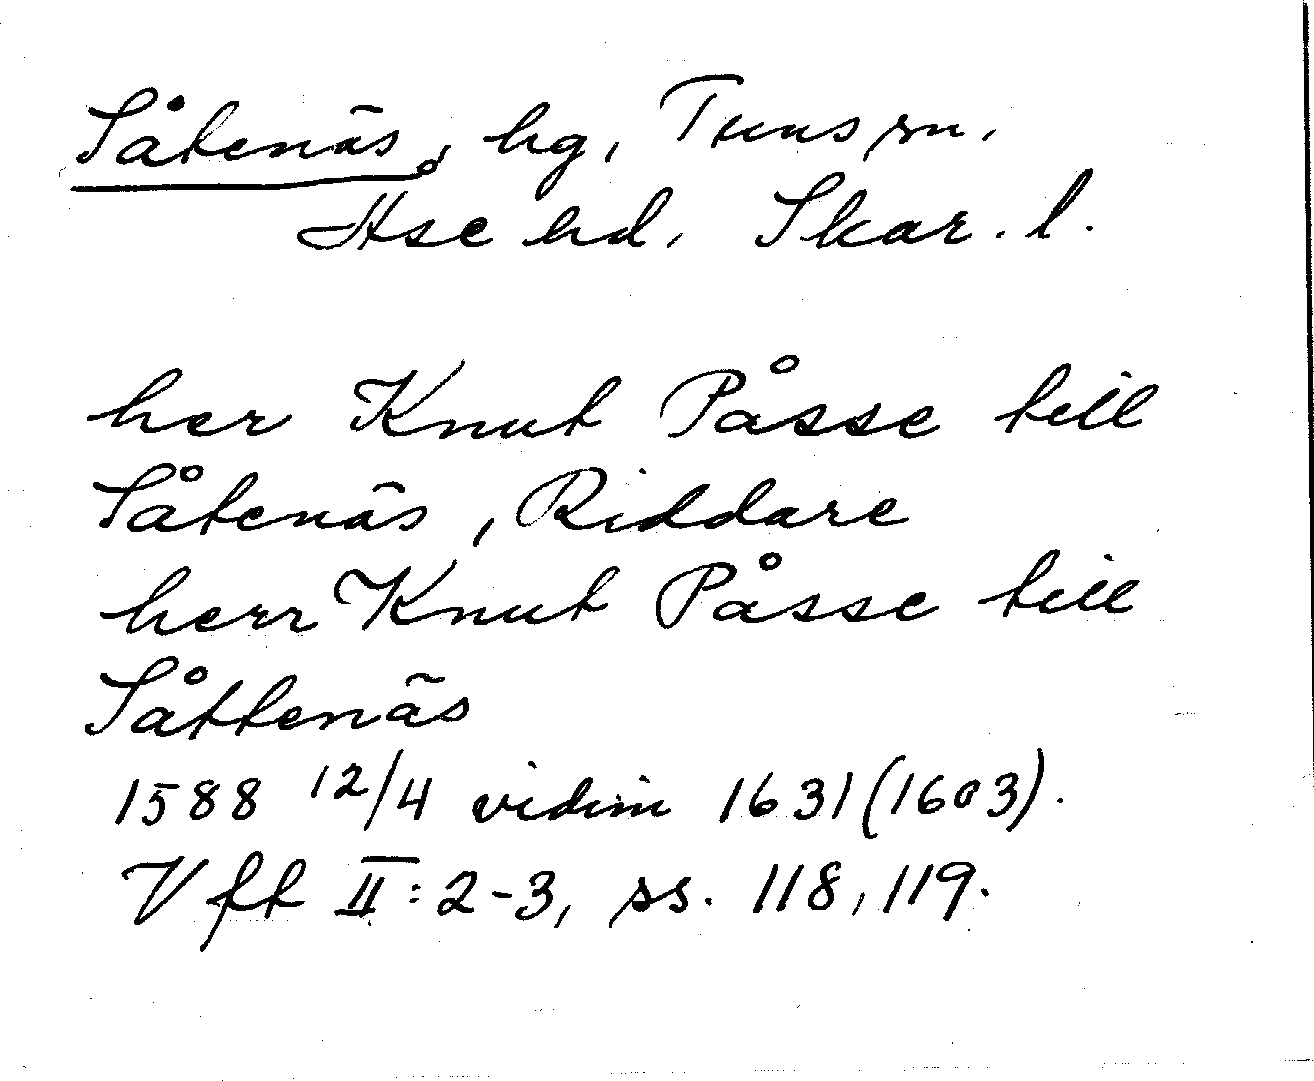 Såtenäs, hg, Tuns sn.
Åse hd, Skar. l.
her Knut Påsse till
Såtenäs, Riddare
herr Knut Påsse till
Såttenäs
1588 12/4 vidim 1631 (1603).
Vft II: 2-3, ss. 118, 119.